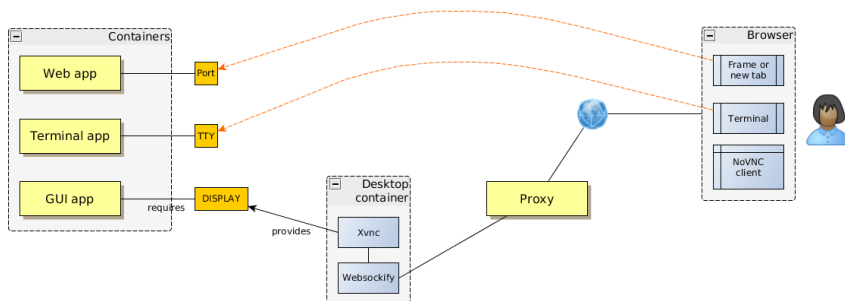 Containers
Web app
Port
Terminal app
TTY
GUI app
requires
DISPLAY
provides
Desktop
container
Xvnc
Websockify
Proxy
Browser
Frame or
new tab
Terminal
NoVNC
client